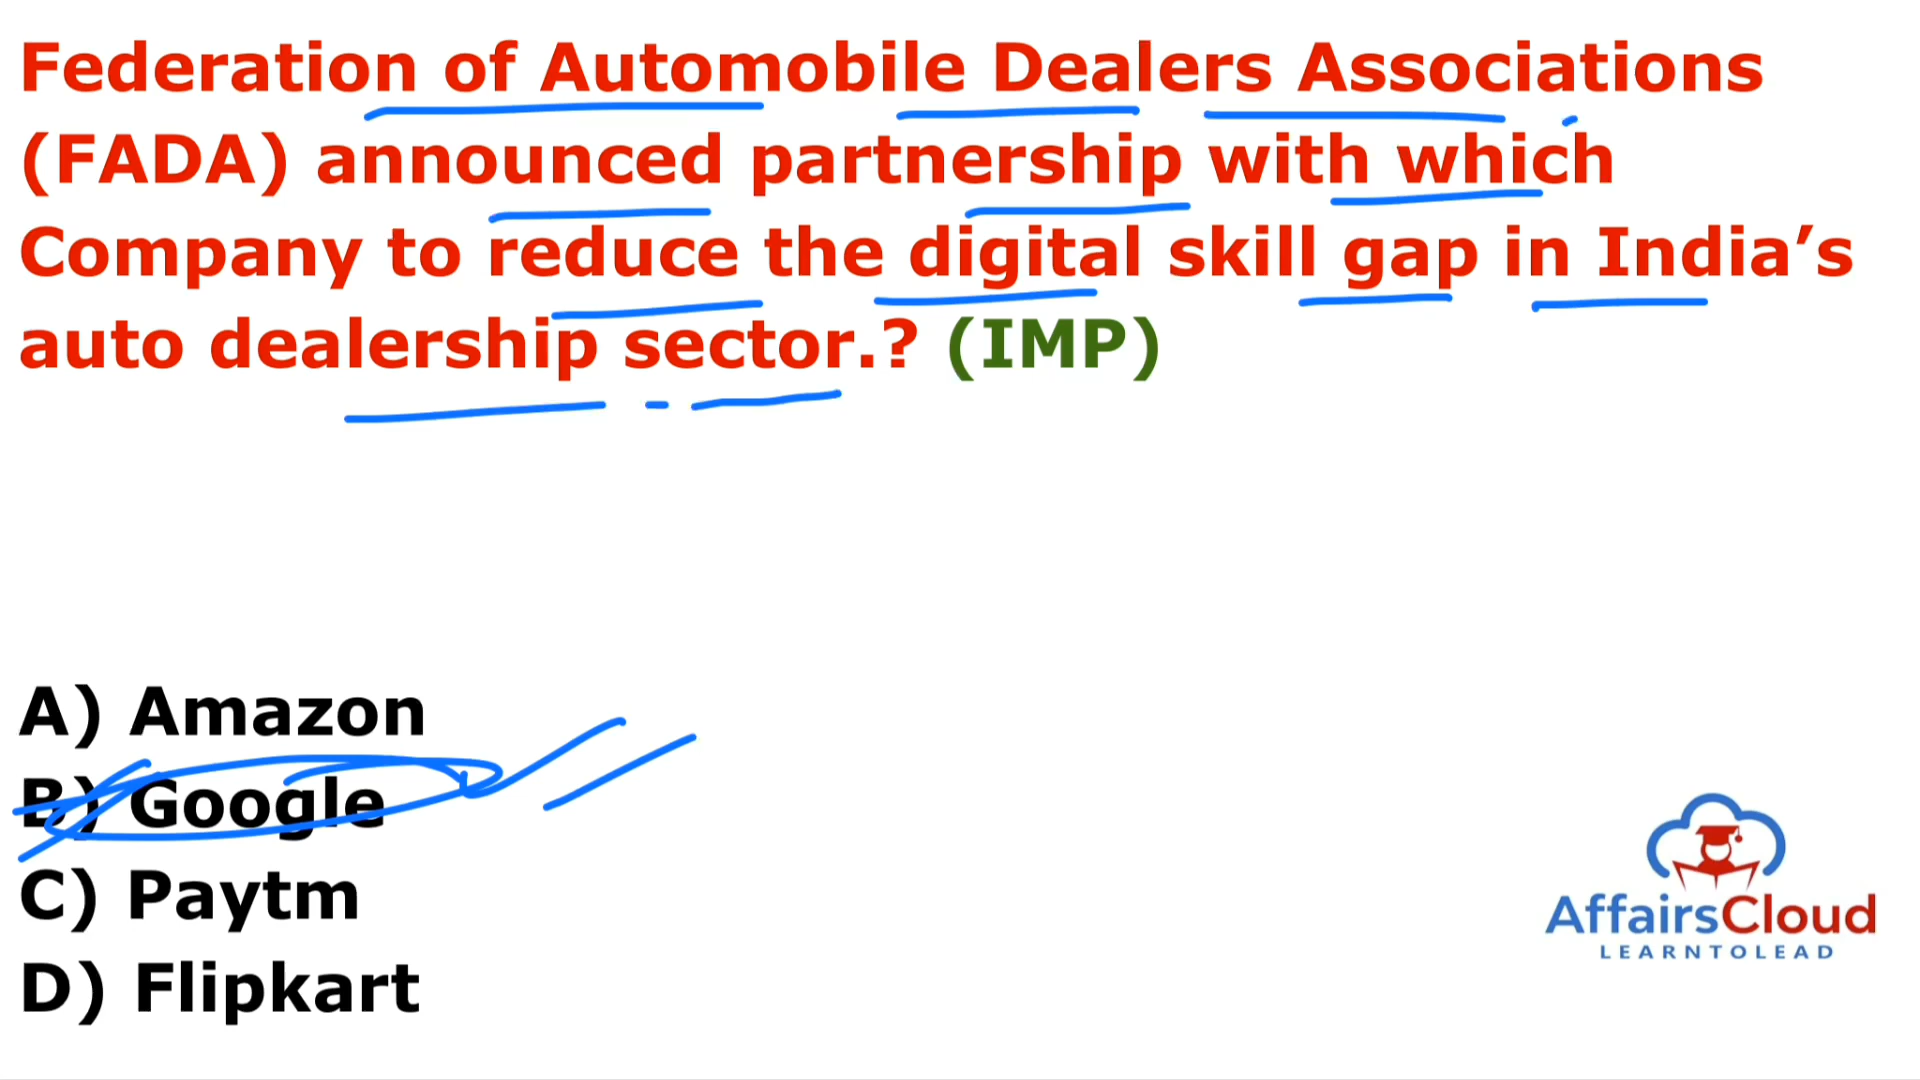 Federation of Automobile Dealers Associations
(FADA) announced partnership with which
Company to reduce the digital skill gap in India’s
auto dealership sector.? (IMP)
A) Amazon
B) Google
C) Paytm
D) Flipkart
AffairsCloud
LEARNTOLEAD